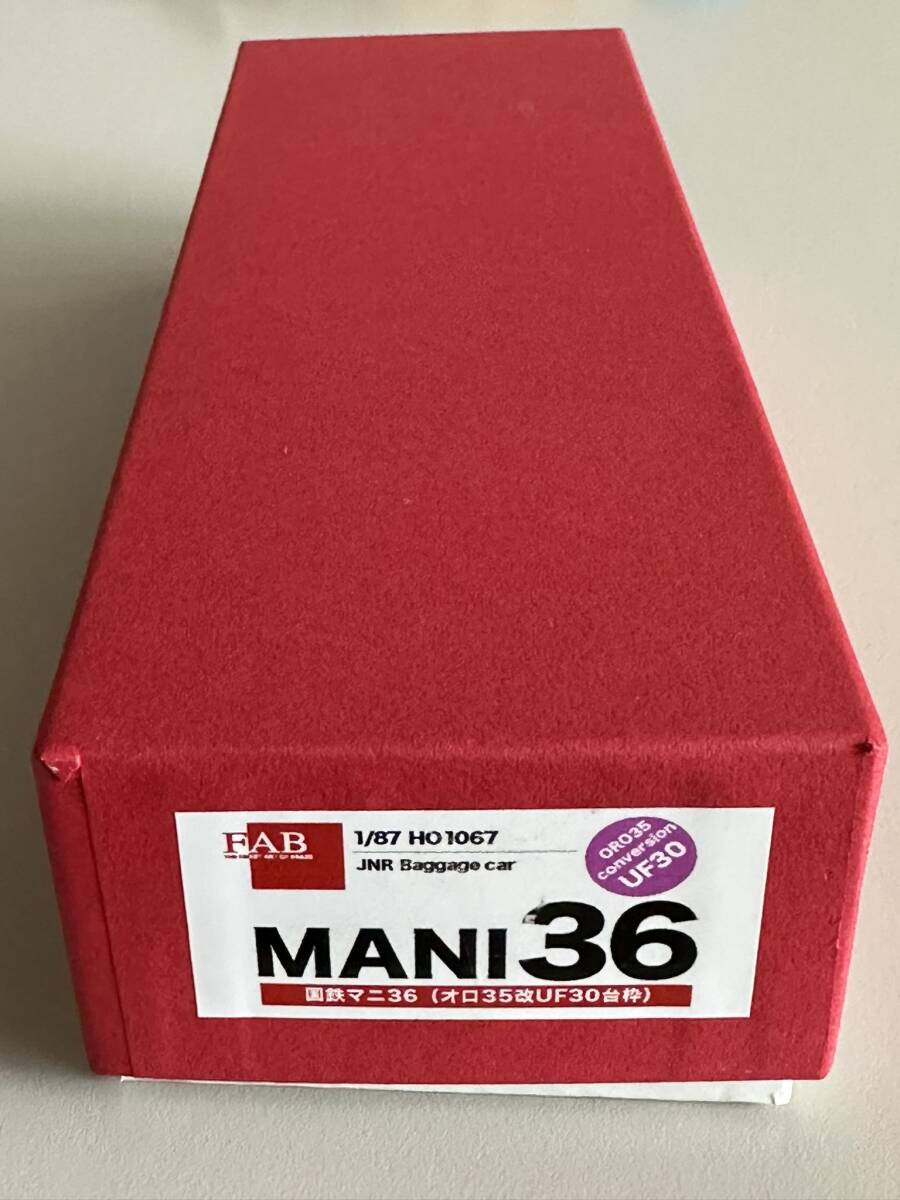 FAB
1/87 HO1067
JNR Baggage car
ORO35
conversion
UF30
MANI36
国鉄マニ36（オロ35改UF30台枠）